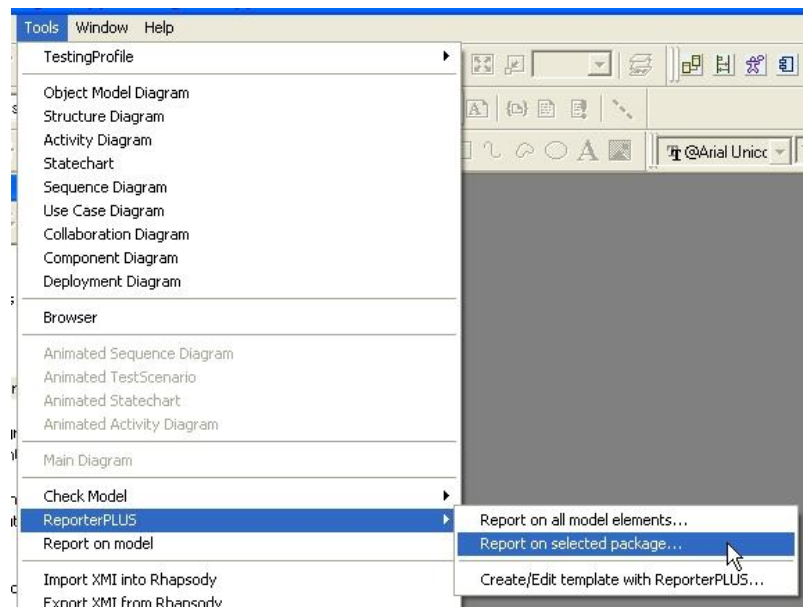 Tools Window Help
TestingProfile
Object Model Diagram
Structure Diagram
Activity Diagram
Statechart
Sequence Diagram
Use Case Diagram
Collaboration Diagram
Component Diagram
Deployment Diagram
Browser
Animated Sequence Diagram
Animated TestScenario
Animated Statechart
Animated Activity Diagram
Main Diagram
Check Model
ReporterPLUS
Report on model
Import XMI into Rhapsody
Export XMI from Rhapsody
@Arial Unicc
Report on all model elements...
Report on selected package...
Create/Edit template with ReporterPLUS...